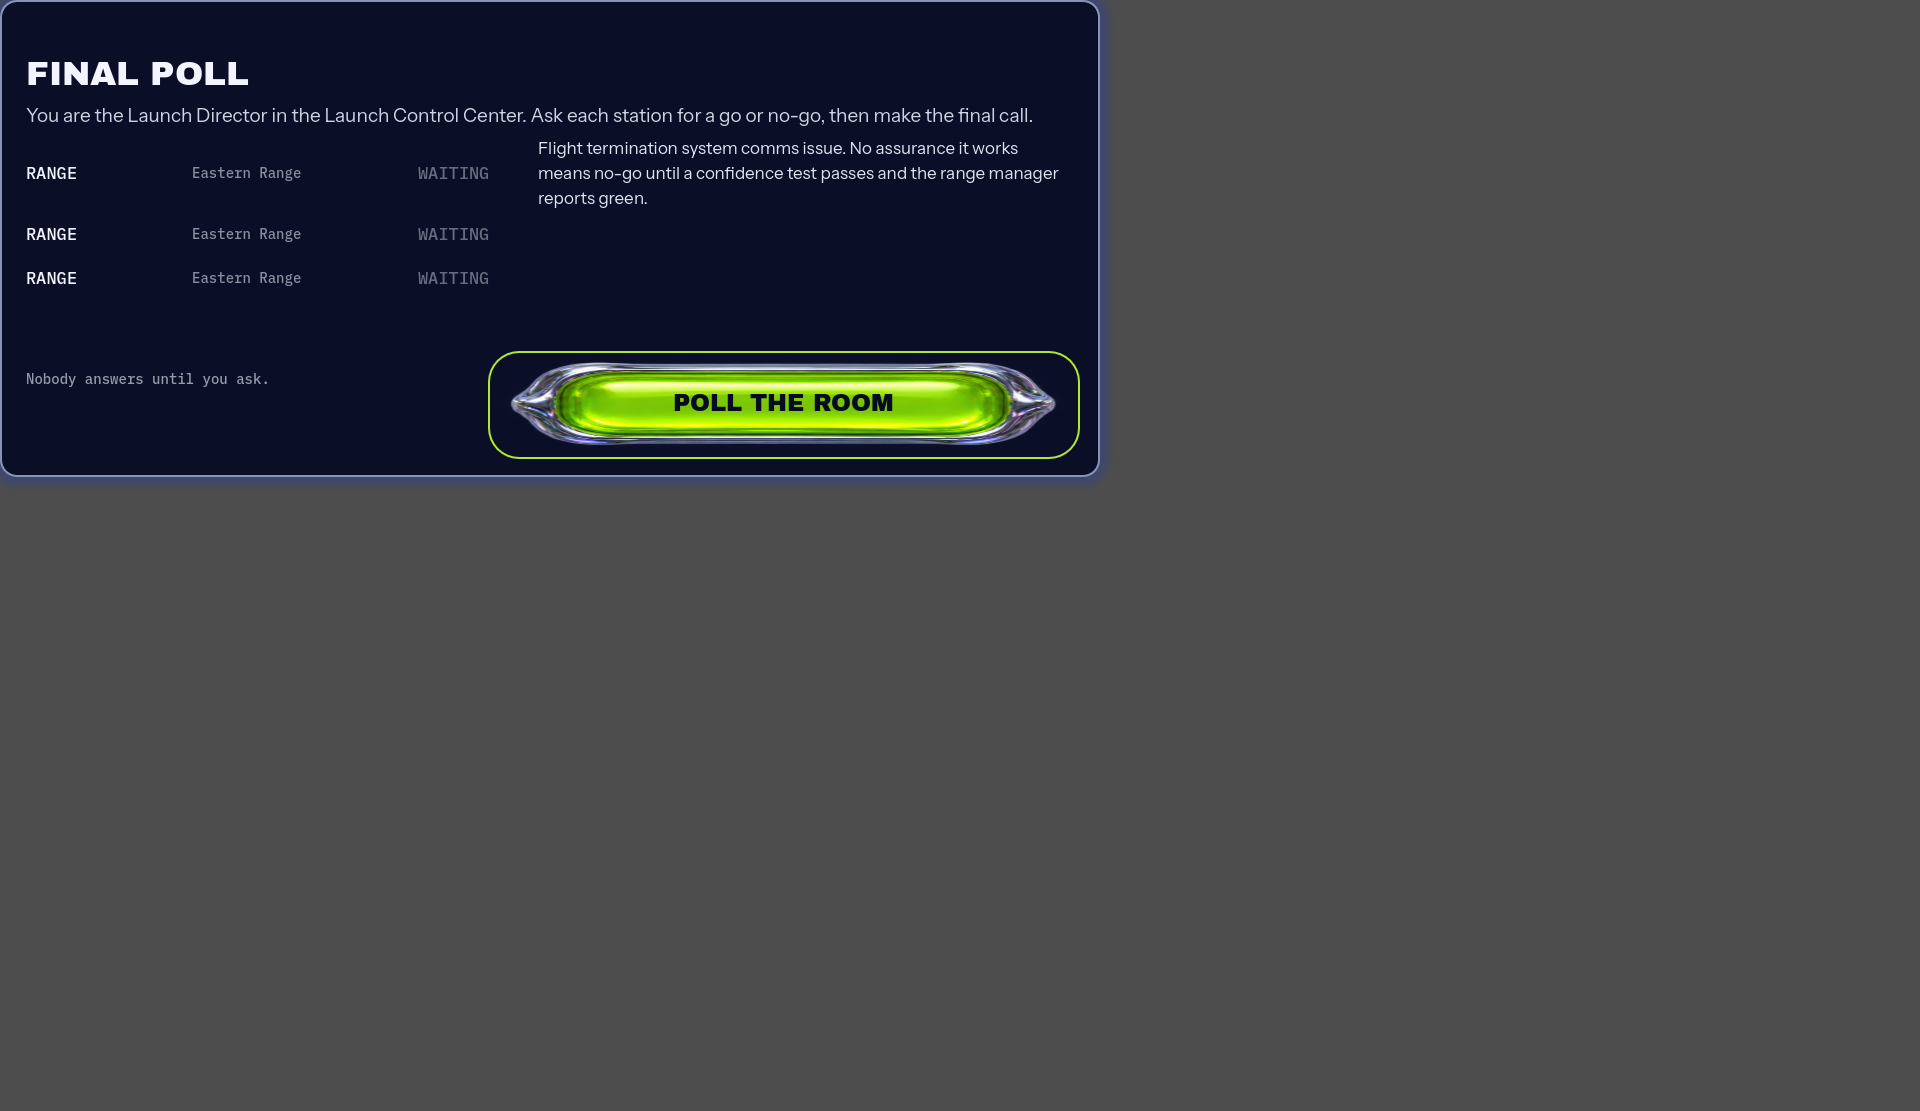 FINAL POLL
You are the Launch Director in the Launch Control Center. Ask each station for a go or no-go, then make the final call.
RANGE Eastern Range WAITING
Flight termination system comms issue. No assurance it works
means no-go until a confidence test passes and the range manager
reports green.
RANGE Eastern Range WAITING
RANGE Eastern Range WAITING
Nobody answers until you ask.
POLL THE ROOM